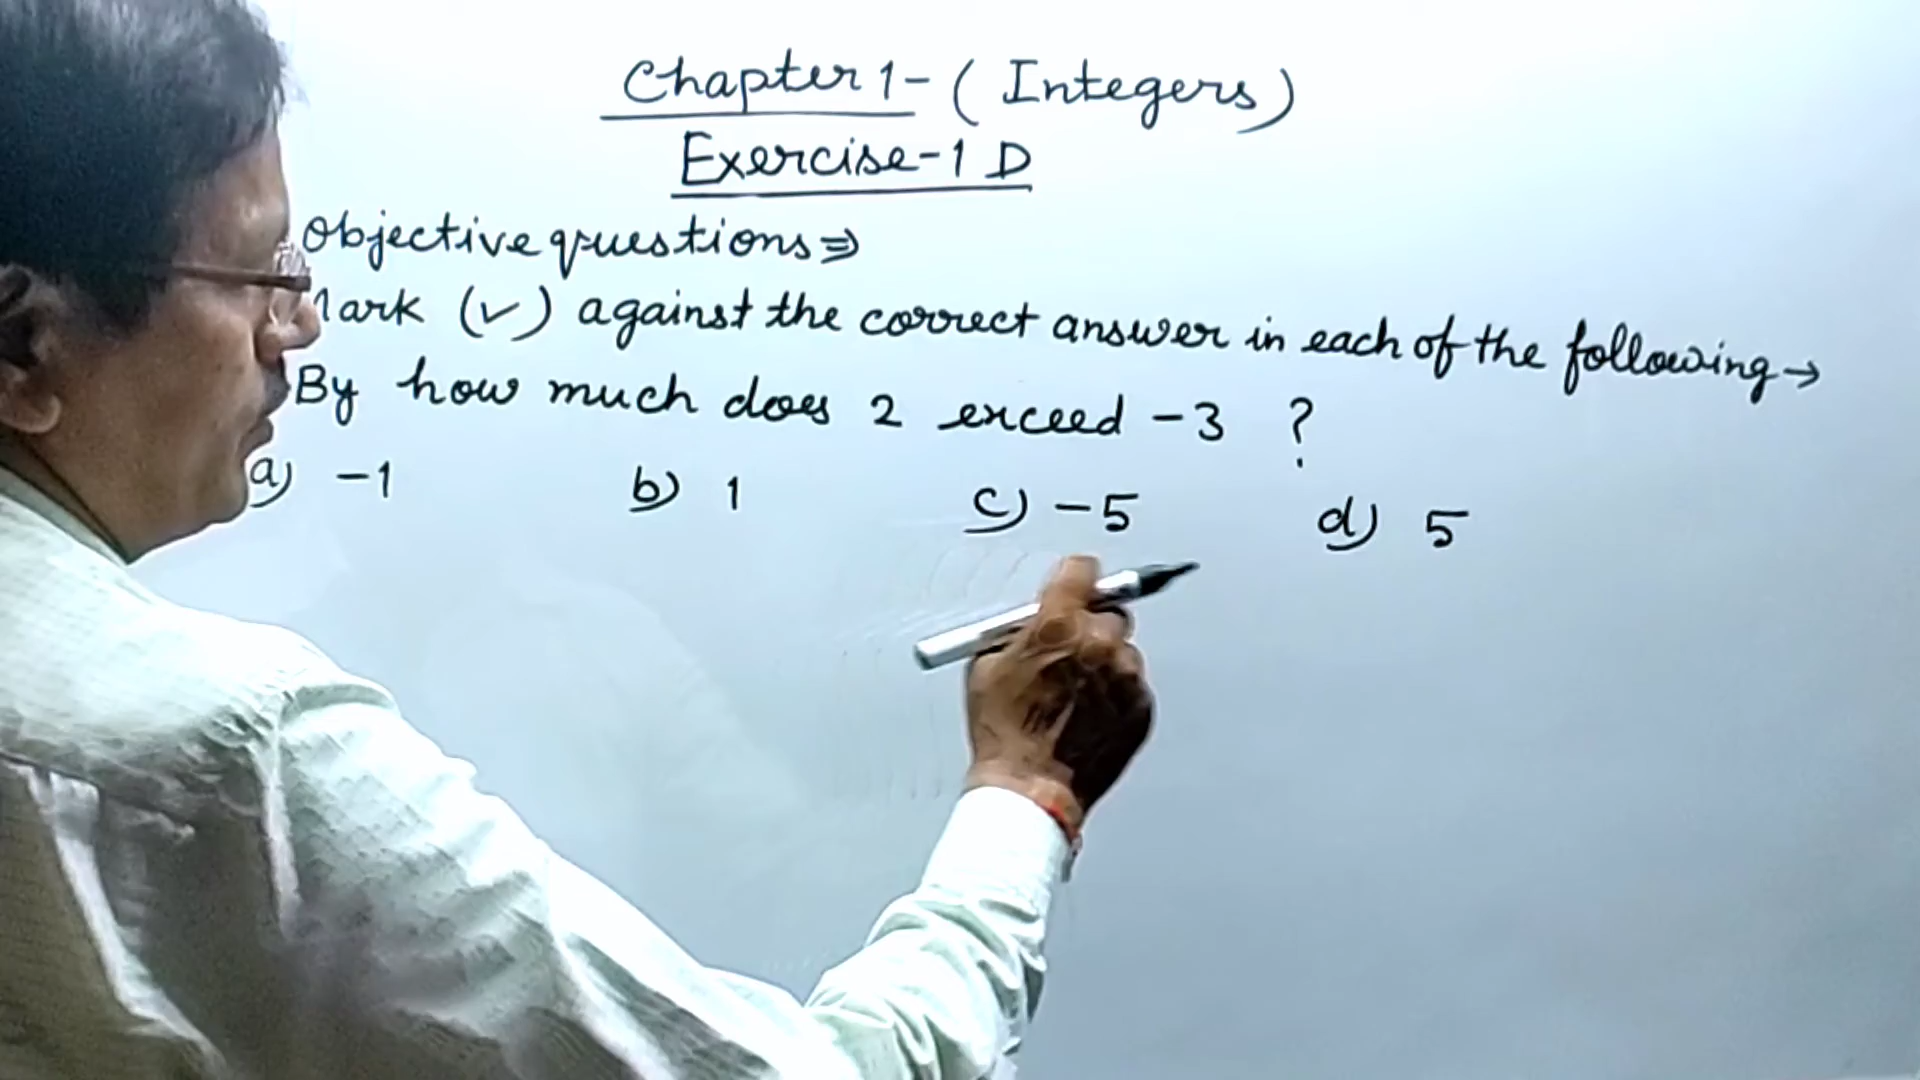 Chapter 1- ( Integers )
Exercise-1 D
Objective questions⇒
Mark (✓) against the correct answer in each of the following→
By how much does 2 exceed -3 ?
a) -1 b) 1 c) -5 d) 5